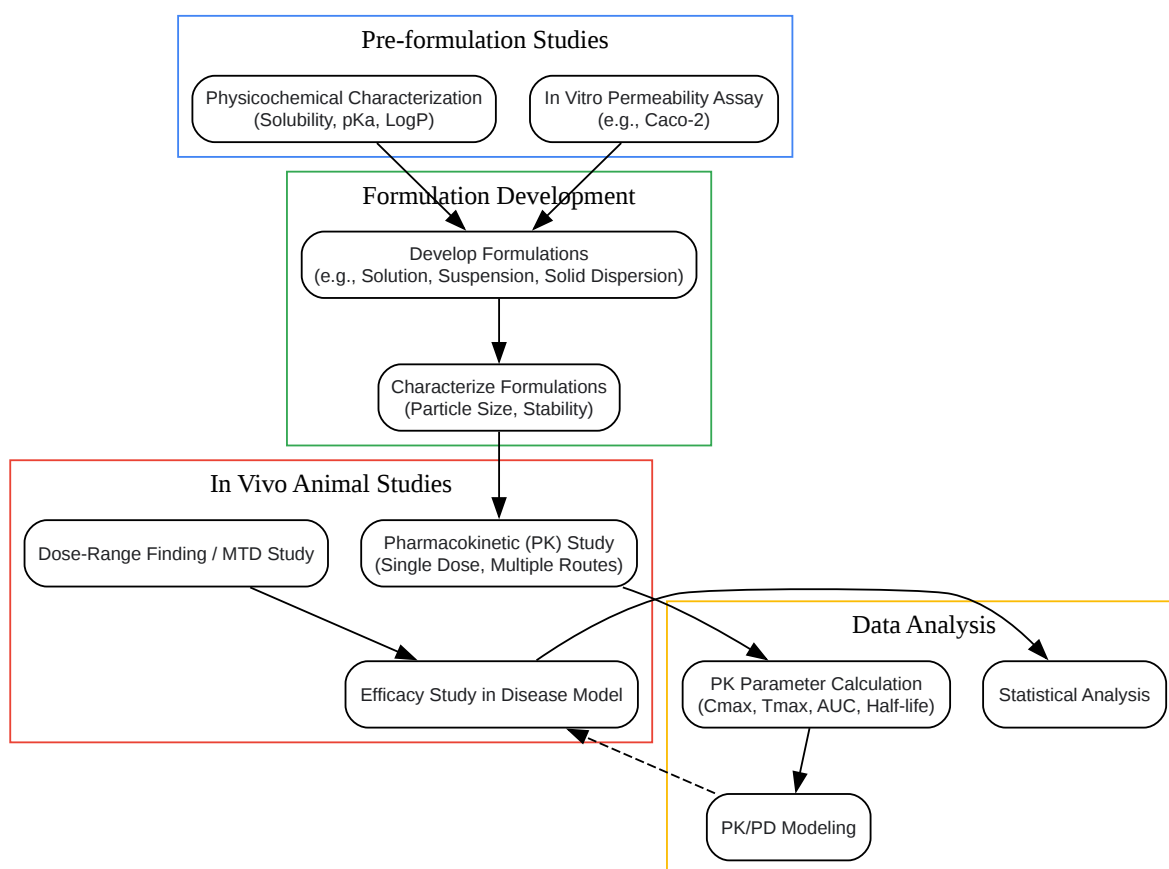 Pre-formulation Studies
Physicochemical Characterization
(Solubility, pKa, LogP)
In Vitro Permeability Assay
(e.g., Caco-2)
Formulation Development
Develop Formulations
(e.g., Solution, Suspension, Solid Dispersion)
Characterize Formulations
(Particle Size, Stability)
In Vivo Animal Studies
Dose-Range Finding / MTD Study
Pharmacokinetic (PK) Study
(Single Dose, Multiple Routes)
Efficacy Study in Disease Model
Data Analysis
PK Parameter Calculation
(Cmax, Tmax, AUC, Half-life)
Statistical Analysis
PK/PD Modeling